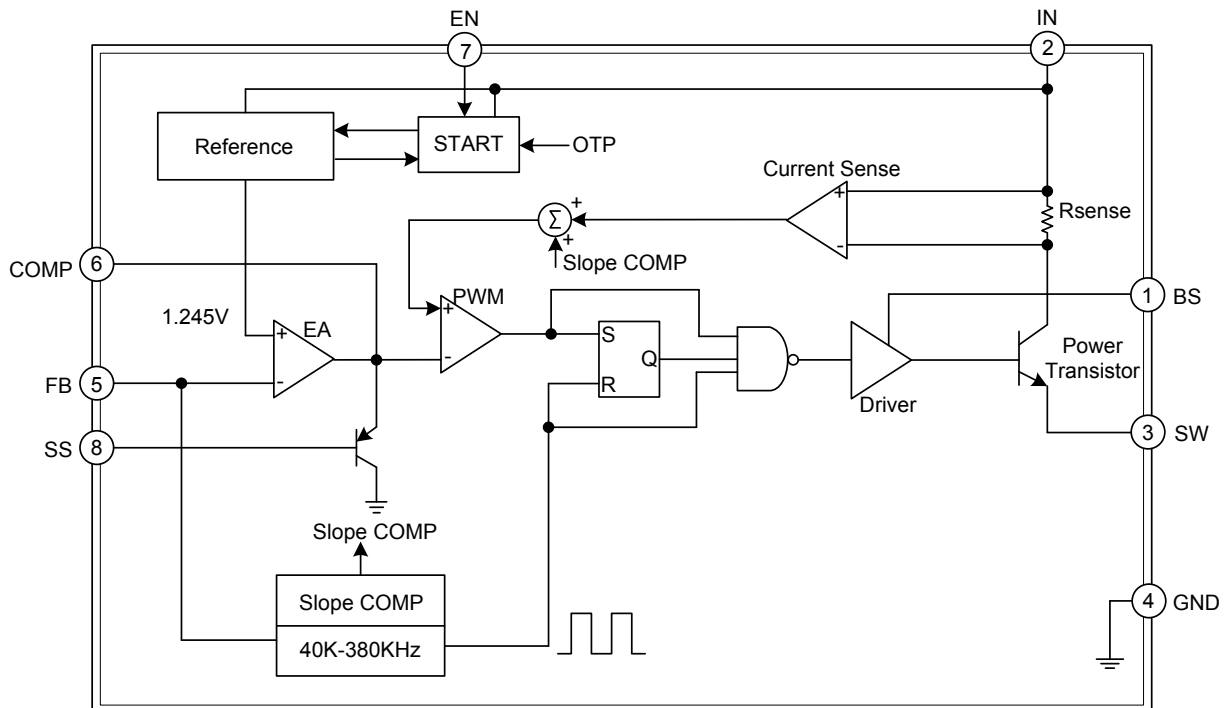 EN
IN
7
2
Reference
START
OTP
Current Sense
+
Rsense
+
Σ
+
-
Slope COMP
COMP
6
PWM
1
BS
1.245V
EA
+
+
S
Q
-
Power
Transistor
FB
5
-
R
Driver
SS
8
3
SW
Slope COMP
Slope COMP
4
GND
40K-380KHz